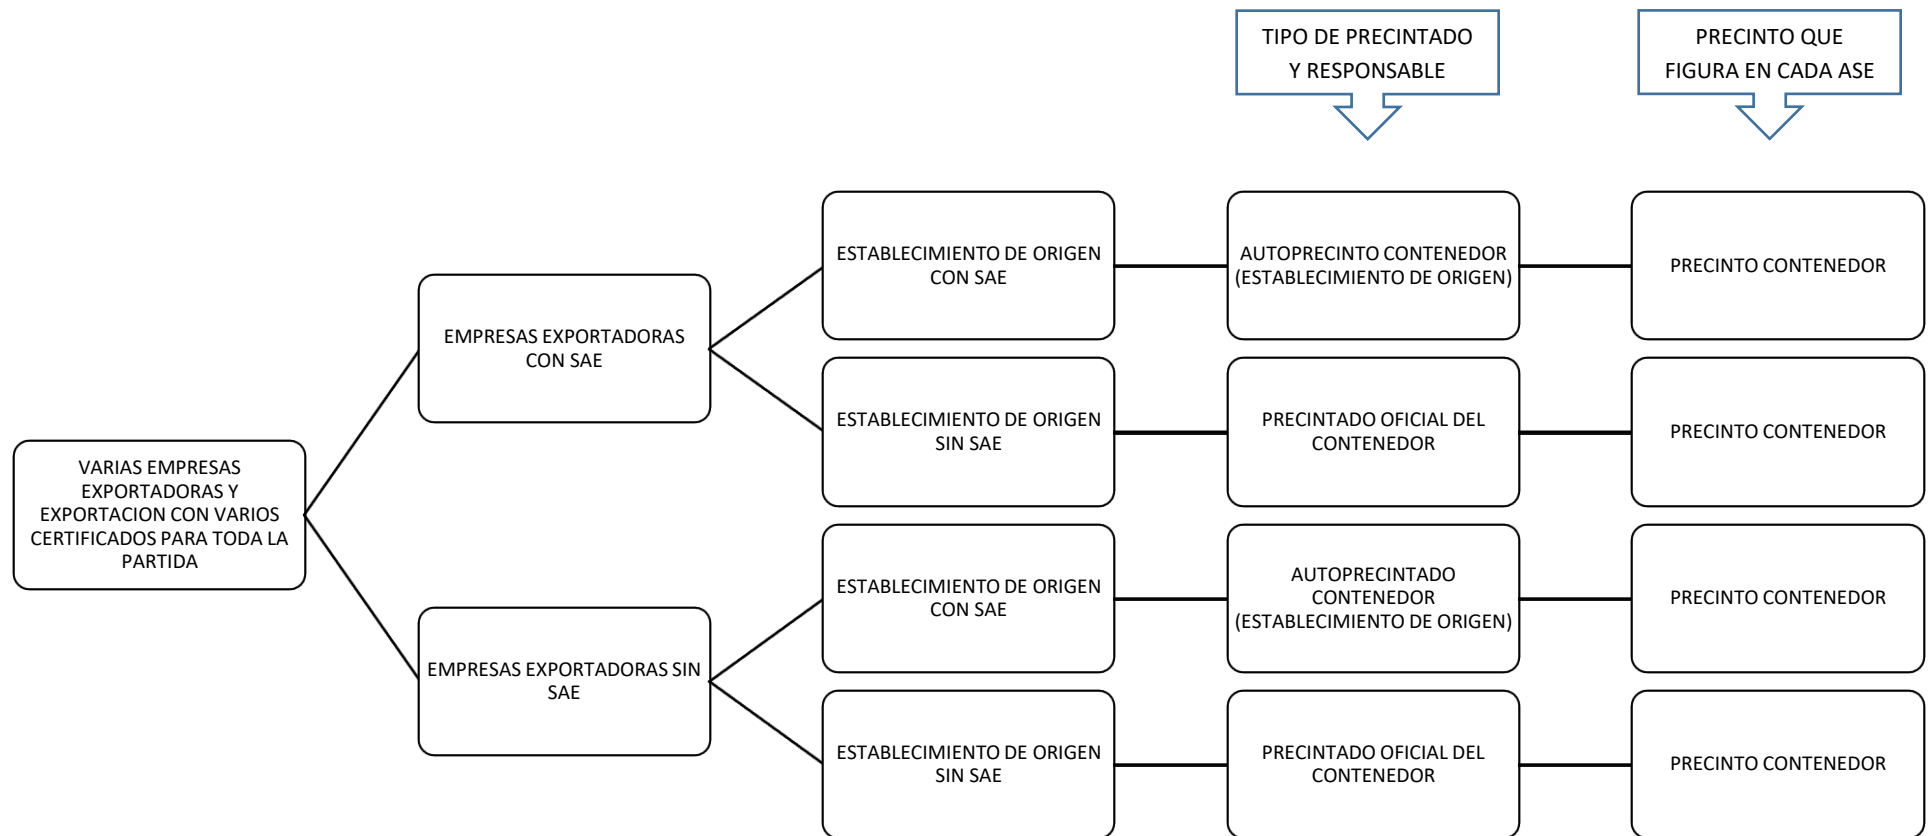 TIPO DE PRECINTADO
Y RESPONSABLE
PRECINTO QUE
FIGURA EN CADA ASE
VARIAS EMPRESAS
EXPORTADORAS Y
EXPORTACION CON VARIOS
CERTIFICADOS PARA TODA LA
PARTIDA
EMPRESAS EXPORTADORAS
CON SAE
ESTABLECIMIENTO DE ORIGEN
CON SAE
AUTOPRECINTO CONTENEDOR
(ESTABLECIMIENTO DE ORIGEN)
PRECINTO CONTENEDOR
ESTABLECIMIENTO DE ORIGEN
SIN SAE
PRECINTADO OFICIAL DEL
CONTENEDOR
PRECINTO CONTENEDOR
EMPRESAS EXPORTADORAS SIN
SAE
ESTABLECIMIENTO DE ORIGEN
CON SAE
AUTOPRECINTADO
CONTENEDOR
(ESTABLECIMIENTO DE ORIGEN)
PRECINTO CONTENEDOR
ESTABLECIMIENTO DE ORIGEN
SIN SAE
PRECINTADO OFICIAL DEL
CONTENEDOR
PRECINTO CONTENEDOR